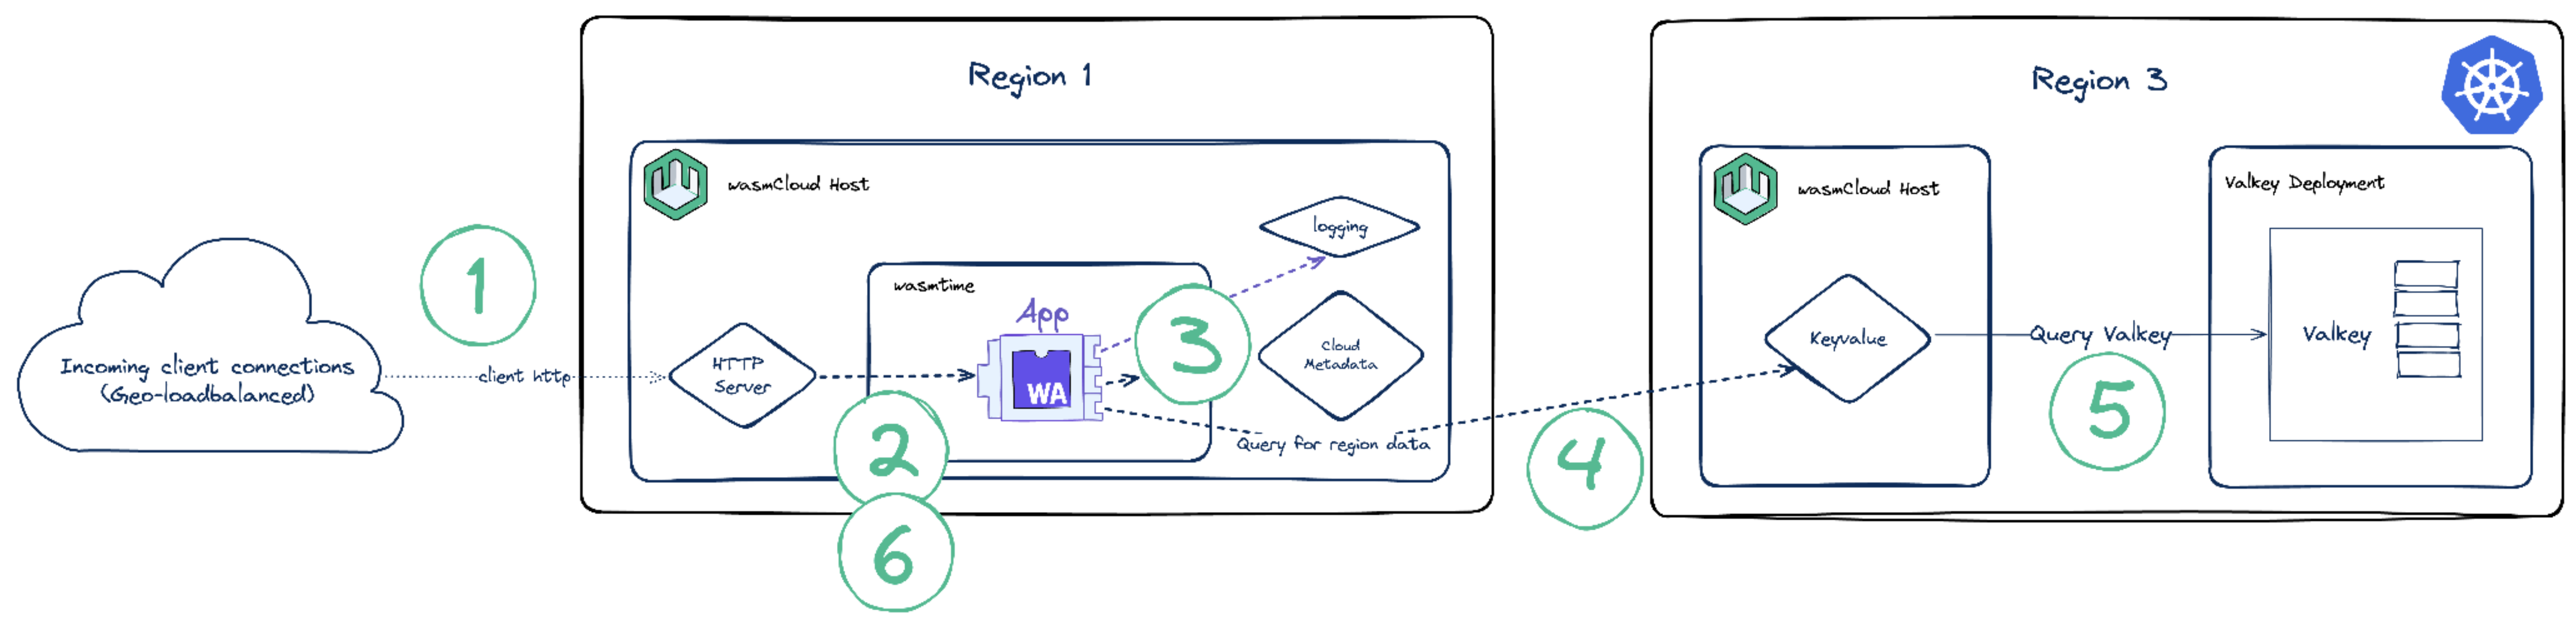 Region 1
Region 3
wasmCloud Host
wasmCloud Host
Valkey Deployment
logging
1
wasmtime
App
3
HTTP
Server
WA
Cloud
Metadata
Keyvalue
Query Valkey
Valkey
Incoming client connections
(Geo-loadbalanced)
client http
Query for region data
2
4
5
6